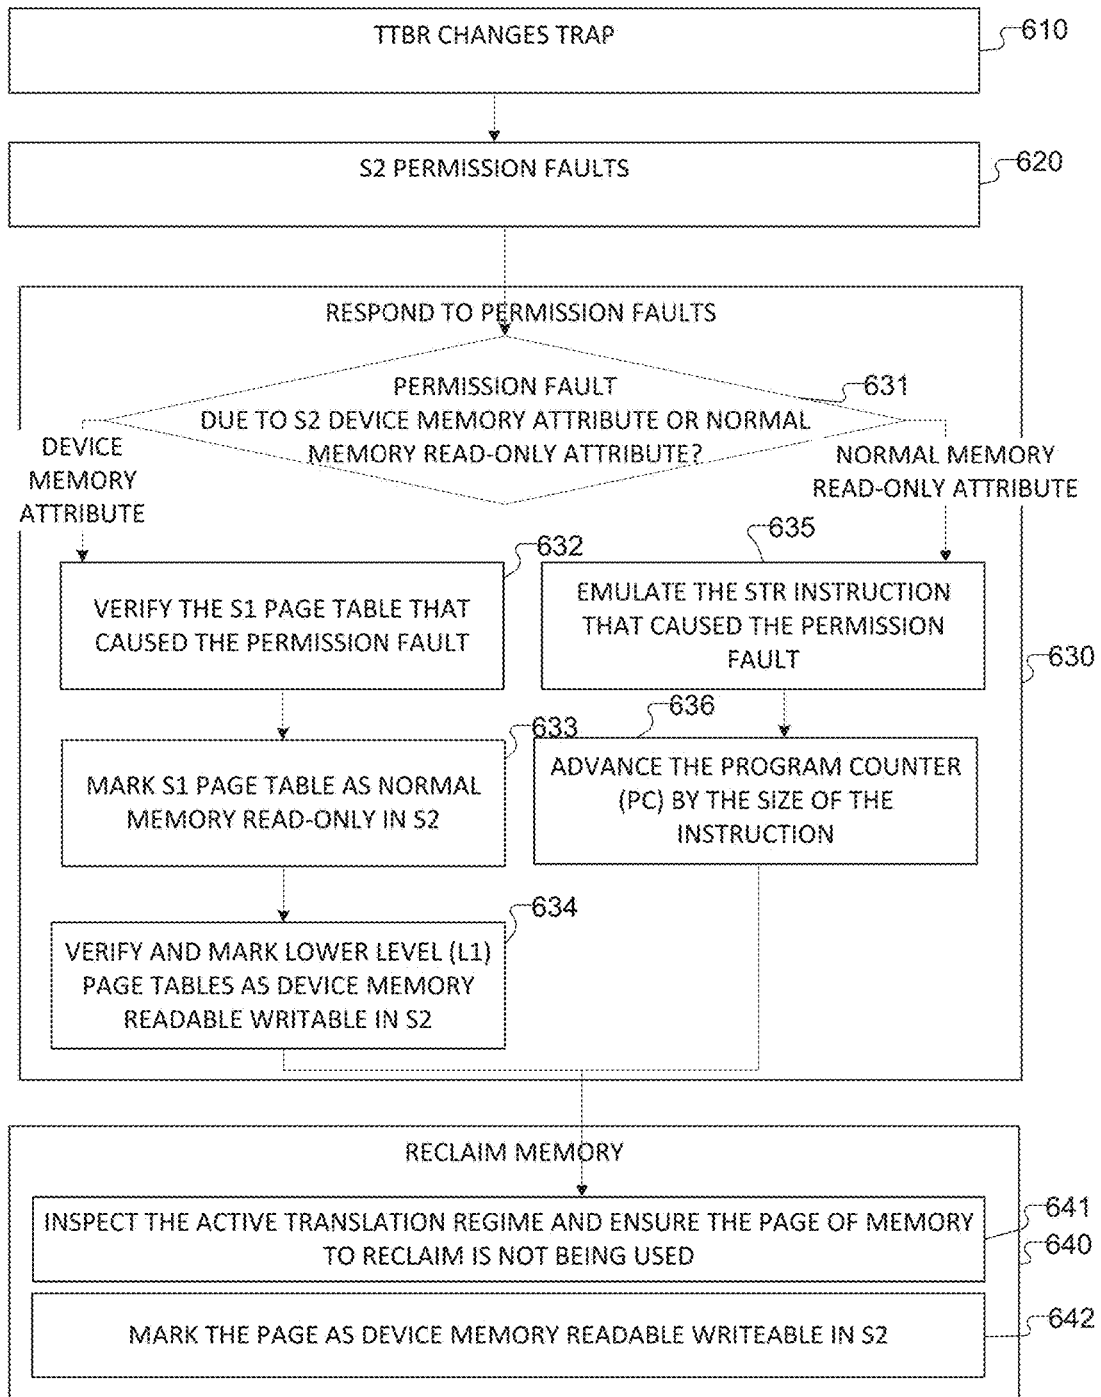 TTBR CHANGES TRAP
610
S2 PERMISSION FAULTS
620
RESPOND TO PERMISSION FAULTS
PERMISSION FAULT
DUE TO S2 DEVICE MEMORY ATTRIBUTE OR NORMAL
MEMORY READ-ONLY ATTRIBUTE?
631
DEVICE
MEMORY
ATTRIBUTE
NORMAL MEMORY
READ-ONLY ATTRIBUTE
632
VERIFY THE S1 PAGE TABLE THAT
CAUSED THE PERMISSION FAULT
635
EMULATE THE STR INSTRUCTION
THAT CAUSED THE PERMISSION
FAULT
630
633
MARK S1 PAGE TABLE AS NORMAL
MEMORY READ-ONLY IN S2
636
ADVANCE THE PROGRAM COUNTER
(PC) BY THE SIZE OF THE
INSTRUCTION
634
VERIFY AND MARK LOWER LEVEL (L1)
PAGE TABLES AS DEVICE MEMORY
READABLE WRITABLE IN S2
RECLAIM MEMORY
INSPECT THE ACTIVE TRANSLATION REGIME AND ENSURE THE PAGE OF MEMORY
TO RECLAIM IS NOT BEING USED
641
640
MARK THE PAGE AS DEVICE MEMORY READABLE WRITEABLE IN S2
642